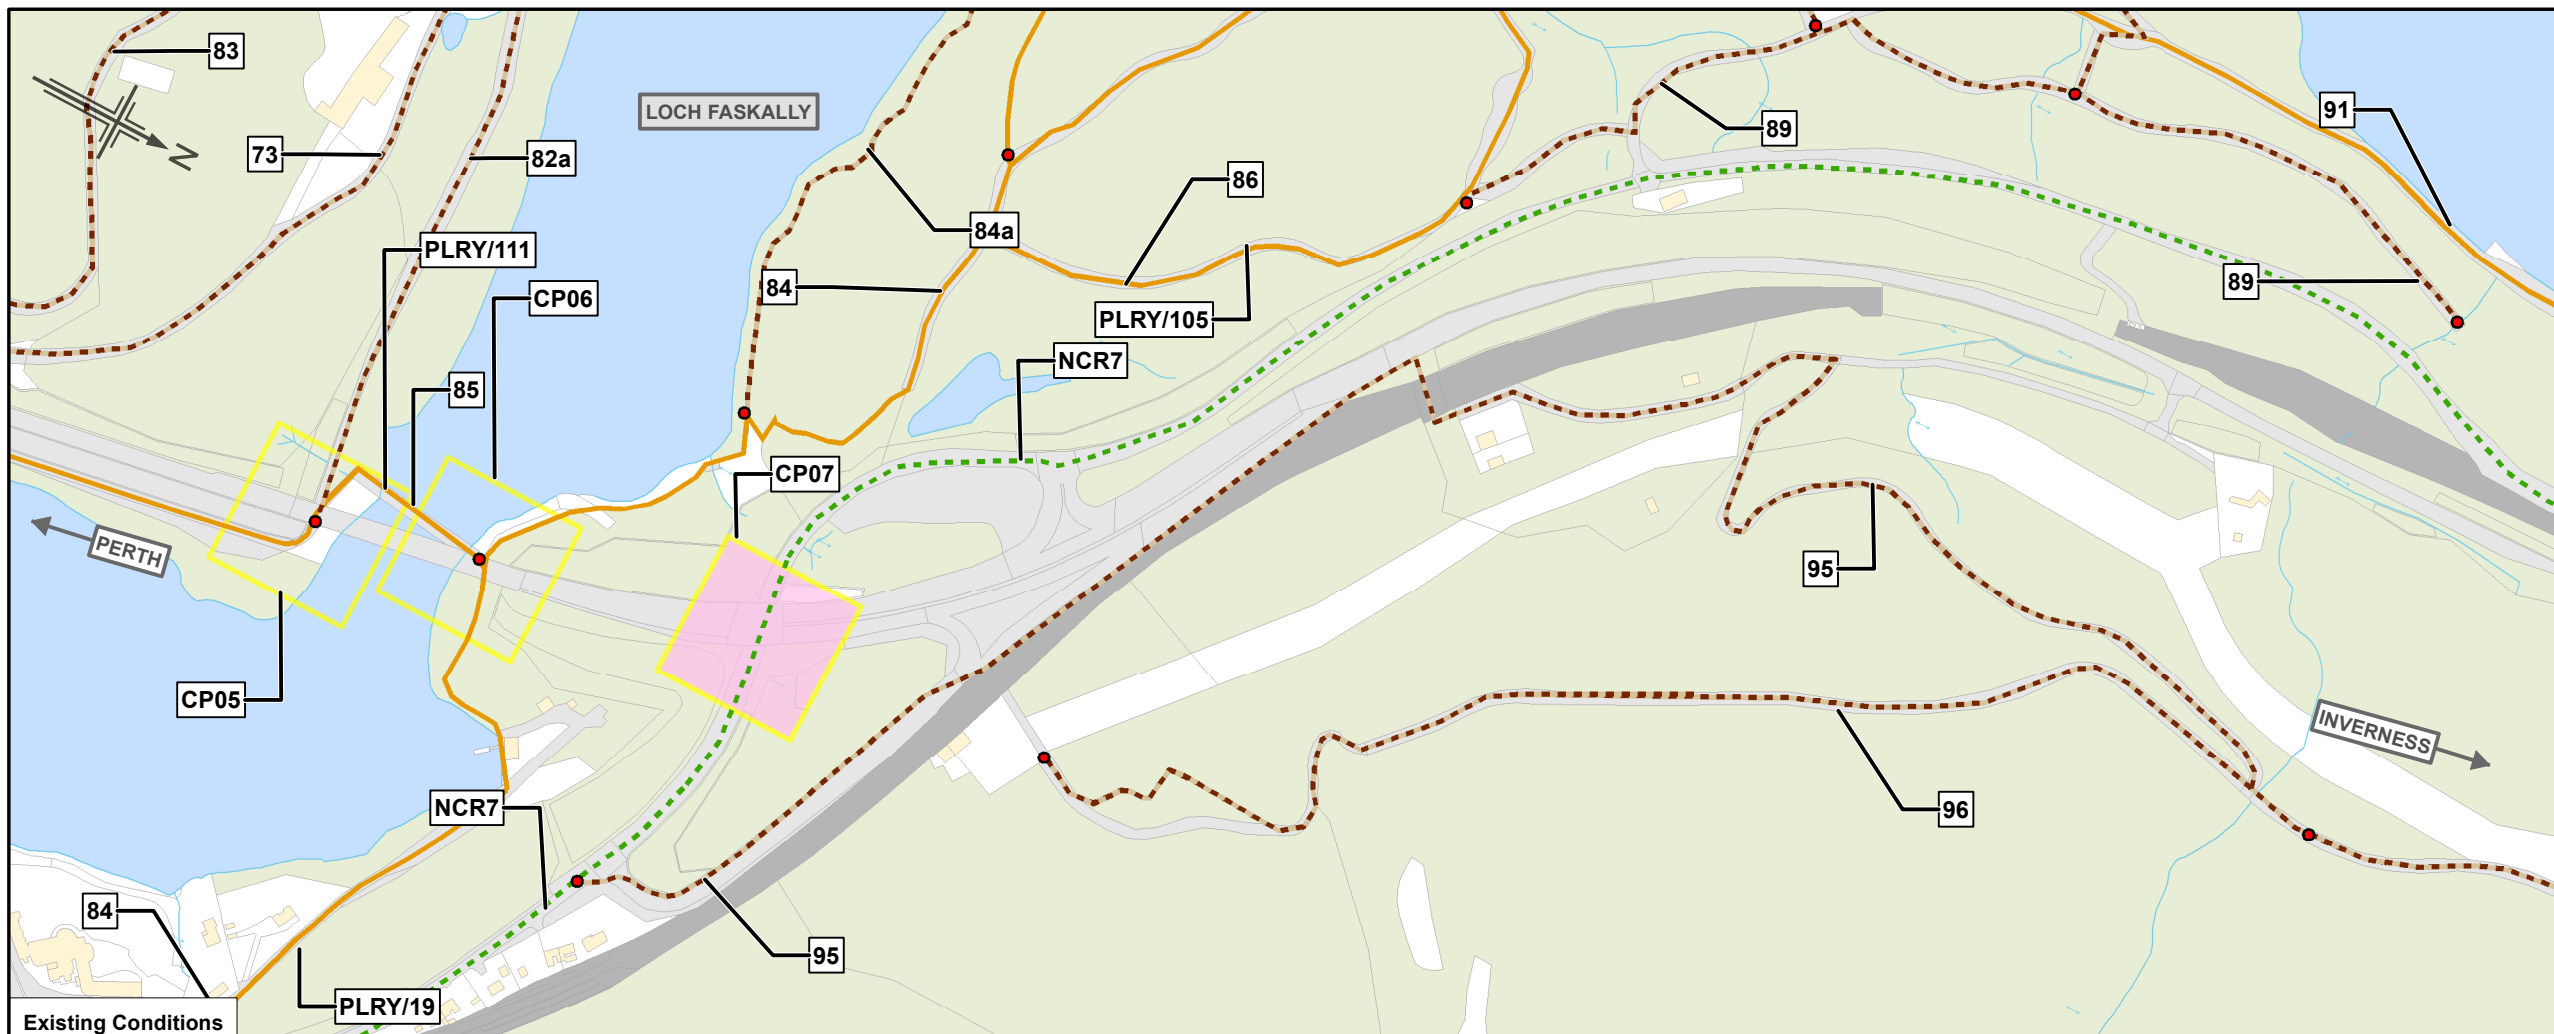 83
LOCH FASKALLY
91
89
N
73
82a
86
84a
PLRY/111
84
89
CP06
PLRY/105
NCR7
85
CP07
PERTH
95
CP05
INVERNESS
NCR7
96
84
95
PLRY/19
Existing Conditions